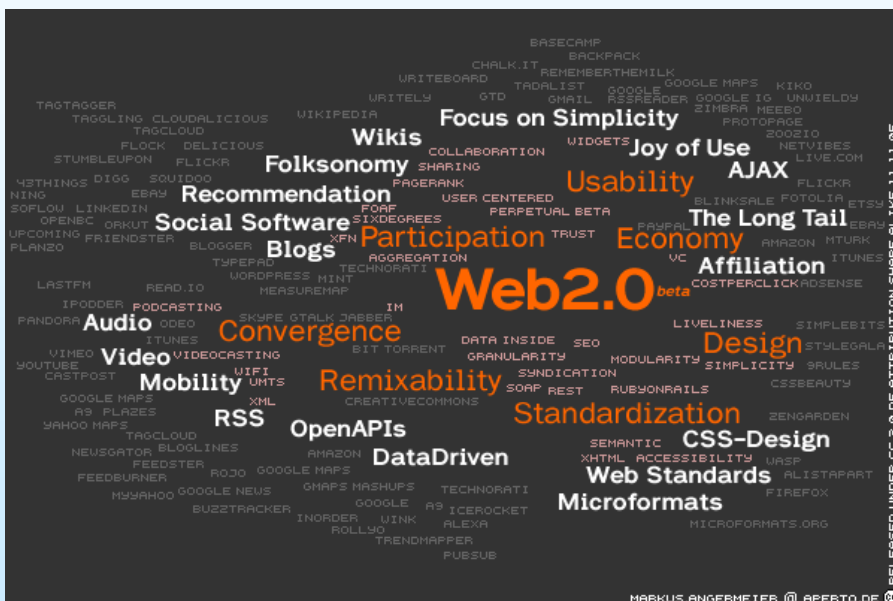 BASECAMP
BACKPACK
CHALK.IT REMEMBERTHEMILK
WRITEBOARD TADALIST GOOGLE GOOGLE MAPS KIKO
WRITELY GTD GMAIL RSSREADER GOOGLE IG UNWIELDY
TAGTAGGER WIKIPEDIA Focus on Simplicity ZIMBRA MEEBO
TAGGLING CLOUDALICIOUS PROTOPAGE
TAGCLOUD Wikis WIDGETS Joy of Use ZOOZIO
FLOCK DELICIOUS COLLABORATION NETVIBES
STUMBLEUPON FLICKR Folksonomy SHARING AJAX LIVE.COM
43THINGS DIGG SQUIDOO PAGERANK Usability FLICKR
NING EBAY Recommendation USER CENTERED BLINKSALE FOTOLIA ETSY
SOFLOW LINKEDIN FOAF PERPETUAL BETA
OPENBC ORKUT Social Software SIXDEGREES PAYPAL The Long Tail EBAY
UPCOMING FRIENDSTER XFN Participation TRUST Economy AMAZON MTURK
PLANZO BLOGGER Blogs AGGREGATION VC ITUNES
TYPEPAD TECHNORATI Affiliation
WORDPRESS MINT
LASTFM READ.IO MEASUREMAP Web2.0 beta COSTPERCLICK ADSENSE
IPODDER PODCASTING IM
PANDORA Audio ODEO SKYPE GTALK JABBER LIVELINESS SIMPLEBITS
ITUNES Convergence DATA INSIDE SEO Design STYLEGALA
VIMEO Video VIDEOCASTING BIT TORRENT GRANULARITY MODULARITY
YOUTUBE WIFI SYNDICATION SIMPLICITY 9RULES
CASTPOST Mobility UMTS Remixability SOAP REST RUBYONRAILS CSSBEAUTY
GOOGLE MAPS XML CREATIVECOMMONS
A9 PLAZES RSS Standardization ZENGARDEN
YAHOO MAPS OpenAPIs
TAGCLOUD SEMANTIC CSS-Design
NEWSGATOR BLOGLINES AMAZON DataDriven XHTML ACCESSIBILITY WASP
FEEDSTER ROJO GOOGLE MAPS
FEEDBURNER GMAPS MASHUPS TECHNORATI Web Standards ALISTAPART
MYYAHOO GOOGLE NEWS FIREFOX
BUZZTRACKER GOOGLE A9 ICEROCKET Microformats
INORDER WINK ALEXA MICROFORMATS.ORG
ROLLYO
TRENDMAPPER
PUBSUB
MARKUS ANGERMEIER @ APERTO.DE